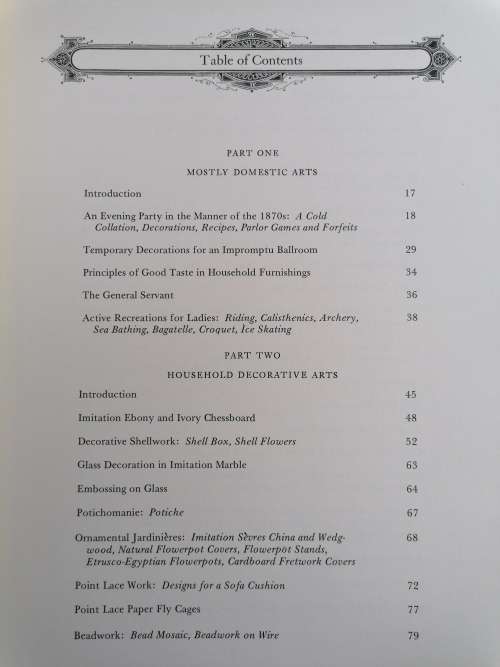 Table of Contents
PART ONE
MOSTLY DOMESTIC ARTS
Introduction 17
An Evening Party in the Manner of the 1870s: A Cold 18
Collation, Decorations, Recipes, Parlor Games and Forfeits
Temporary Decorations for an Impromptu Ballroom 29
Principles of Good Taste in Household Furnishings 34
The General Servant 36
Active Recreations for Ladies: Riding, Calisthenics, Archery, 38
Sea Bathing, Bagatelle, Croquet, Ice Skating
PART TWO
HOUSEHOLD DECORATIVE ARTS
Introduction 45
Imitation Ebony and Ivory Chessboard 48
Decorative Shellwork: Shell Box, Shell Flowers 52
Glass Decoration in Imitation Marble 63
Embossing on Glass 64
Potichomanie: Potiche 67
Ornamental Jardinières: Imitation Sèvres China and Wedg- 68
wood, Natural Flowerpot Covers, Flowerpot Stands,
Etrusco-Egyptian Flowerpots, Cardboard Fretwork Covers
Point Lace Work: Designs for a Sofa Cushion 72
Point Lace Paper Fly Cages 77
Beadwork: Bead Mosaic, Beadwork on Wire 79